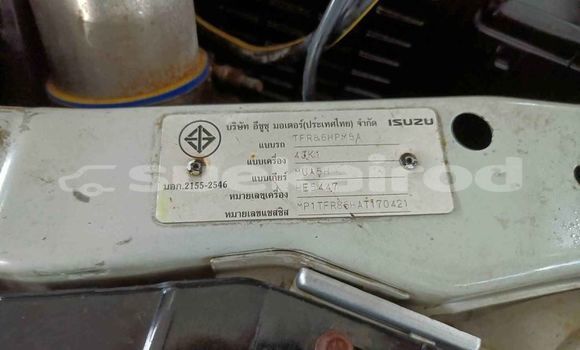 บริษัท อีซูซุ มอเตอร์(ประเทศไทย) จำกัด ISUZU
แบบรถ TFR86HPM5A
แบบเครื่อง 4JK1
แบบเกียร์ MUA5H
มอก.2155-2546
หมายเลขเครื่อง
หมายเลขแชสซิส MP1TFR86HAT170421